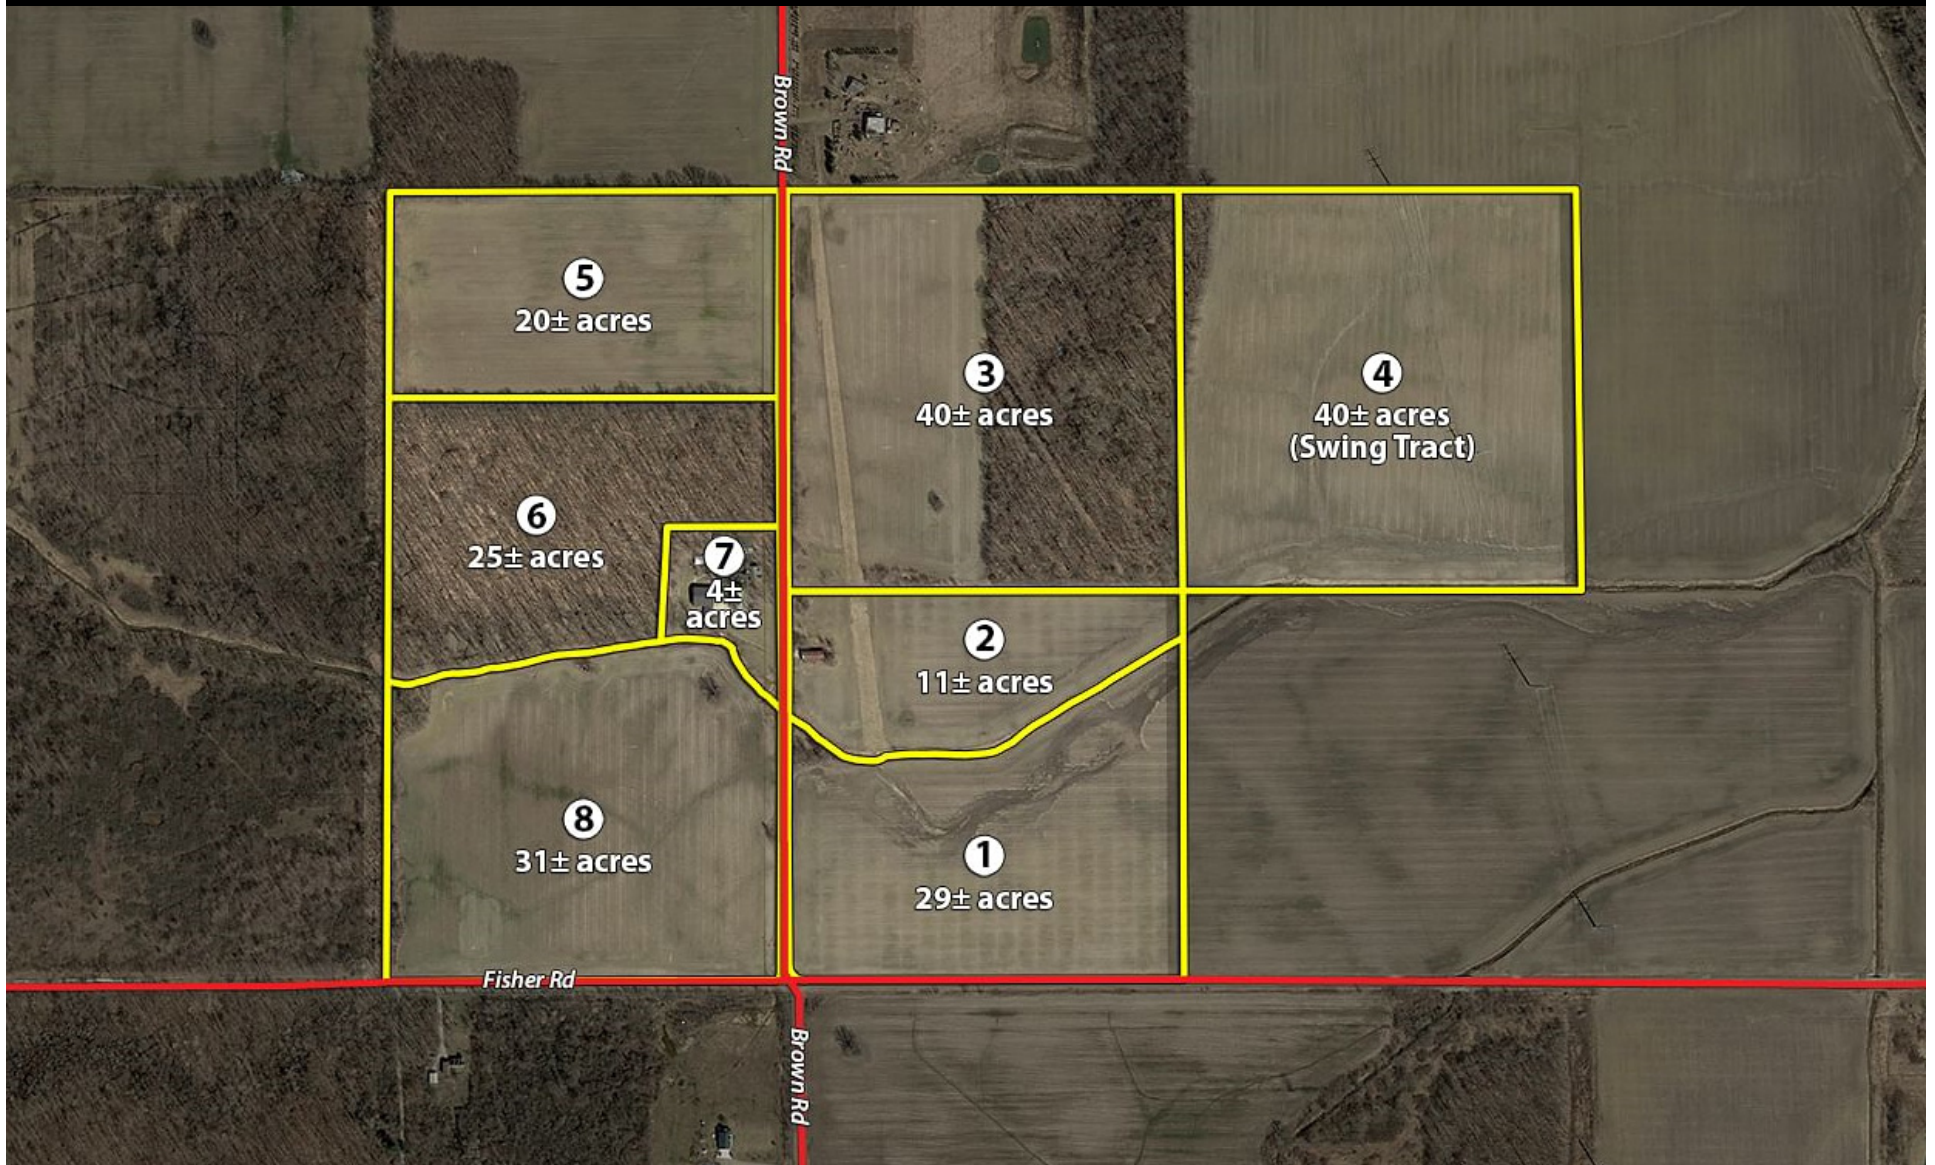 Brown Rd
5
20± acres
3
40± acres
4
40± acres
(Swing Tract)
6
25± acres
7
4±
acres
2
11± acres
8
31± acres
1
29± acres
Fisher Rd
Brown Rd